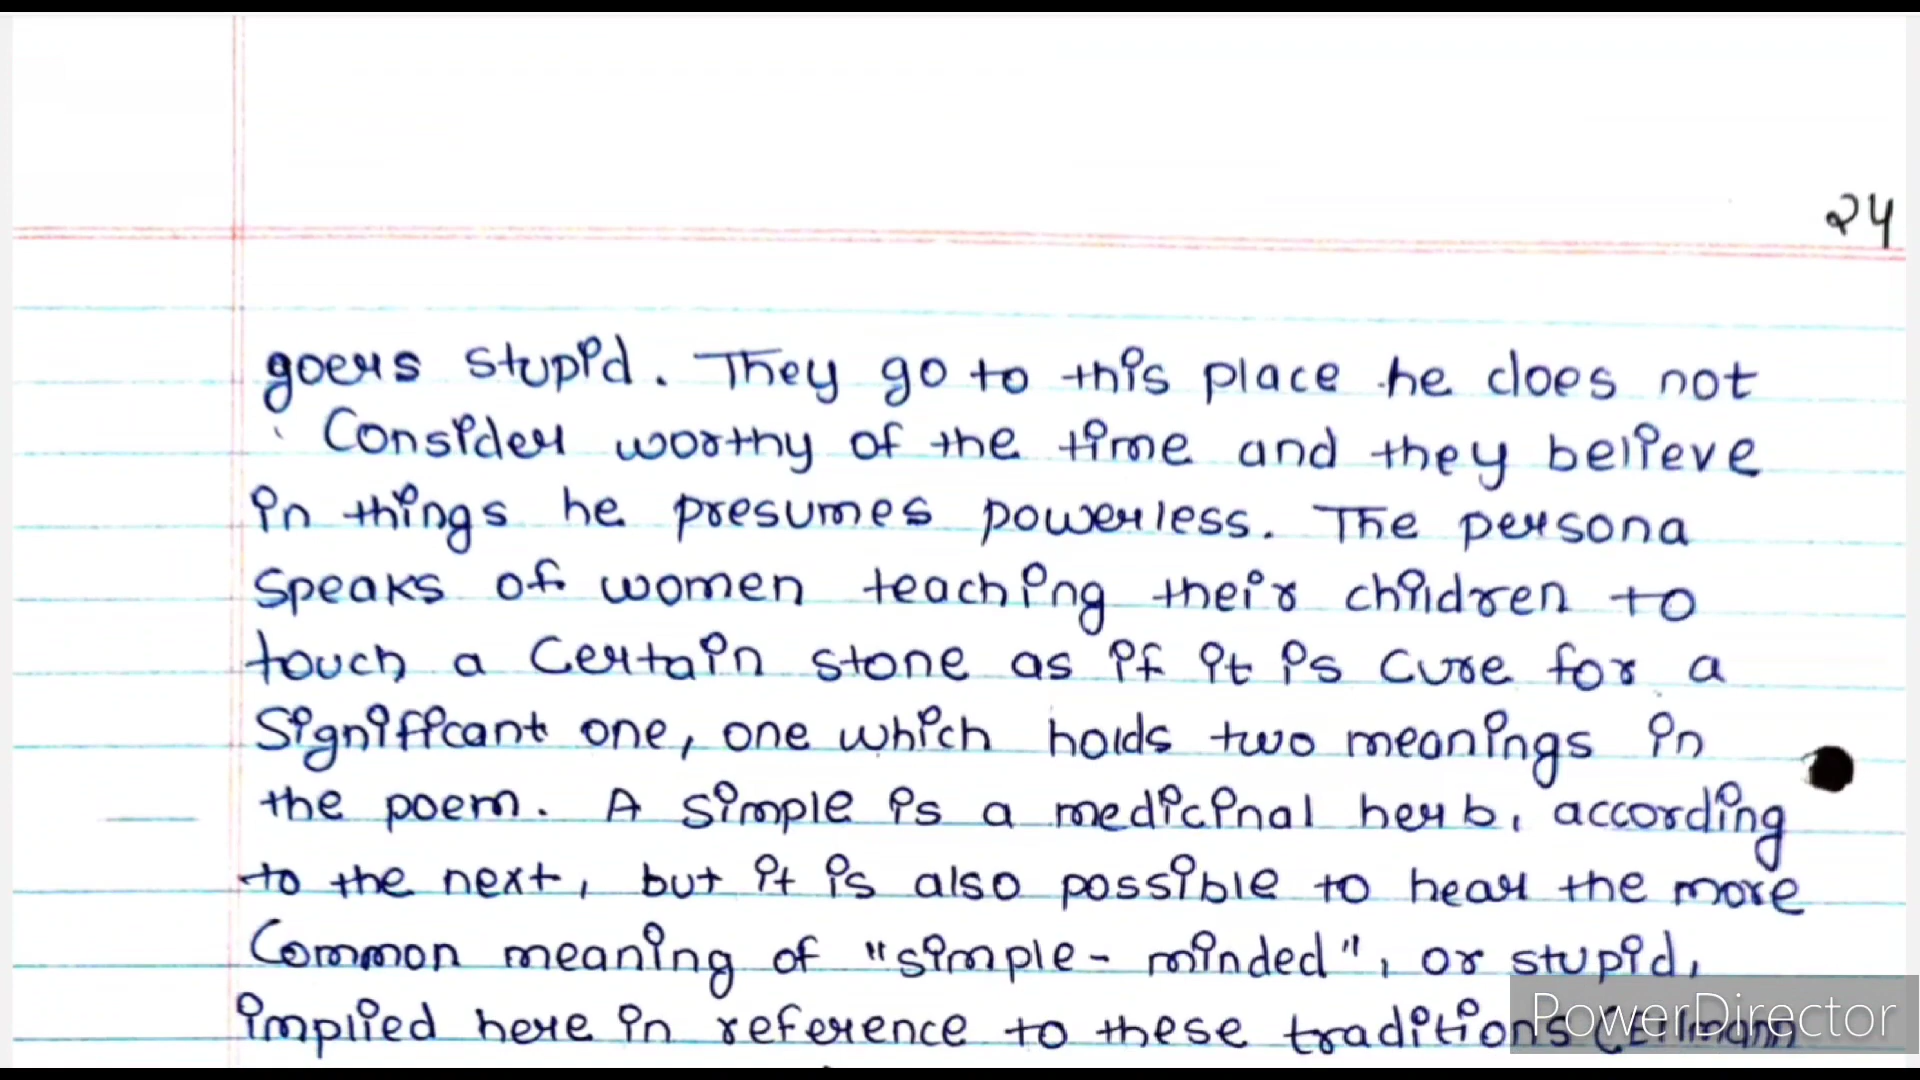 २५
goers stupid. They go to this place he does not
Consider worthy of the time and they believe
in things he presumes powerless. The persona
Speaks of women teaching their children to
touch a Certain stone as if it is Cure for a
Significant one, one which holds two meanings in
the poem. A simple is a medicinal herb, according
to the next, but it is also possible to hear the more
Common meaning of "simple-minded", or stupid,
implied here in reference to these traditions
PowerDirector